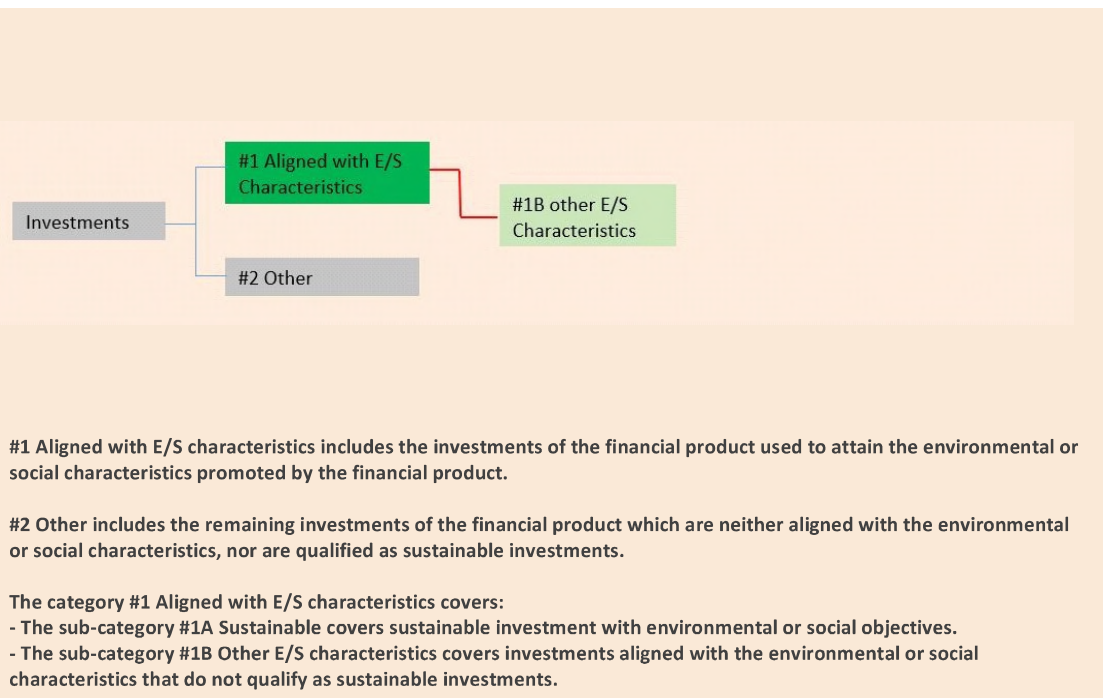 #1 Aligned with E/S
Characteristics
#1B other E/S
Characteristics
Investments
#2 Other
#1 Aligned with E/S characteristics includes the investments of the financial product used to attain the environmental or
social characteristics promoted by the financial product.
#2 Other includes the remaining investments of the financial product which are neither aligned with the environmental
or social characteristics, nor are qualified as sustainable investments.
The category #1 Aligned with E/S characteristics covers:
- The sub-category #1A Sustainable covers sustainable investment with environmental or social objectives.
- The sub-category #1B Other E/S characteristics covers investments aligned with the environmental or social
characteristics that do not qualify as sustainable investments.